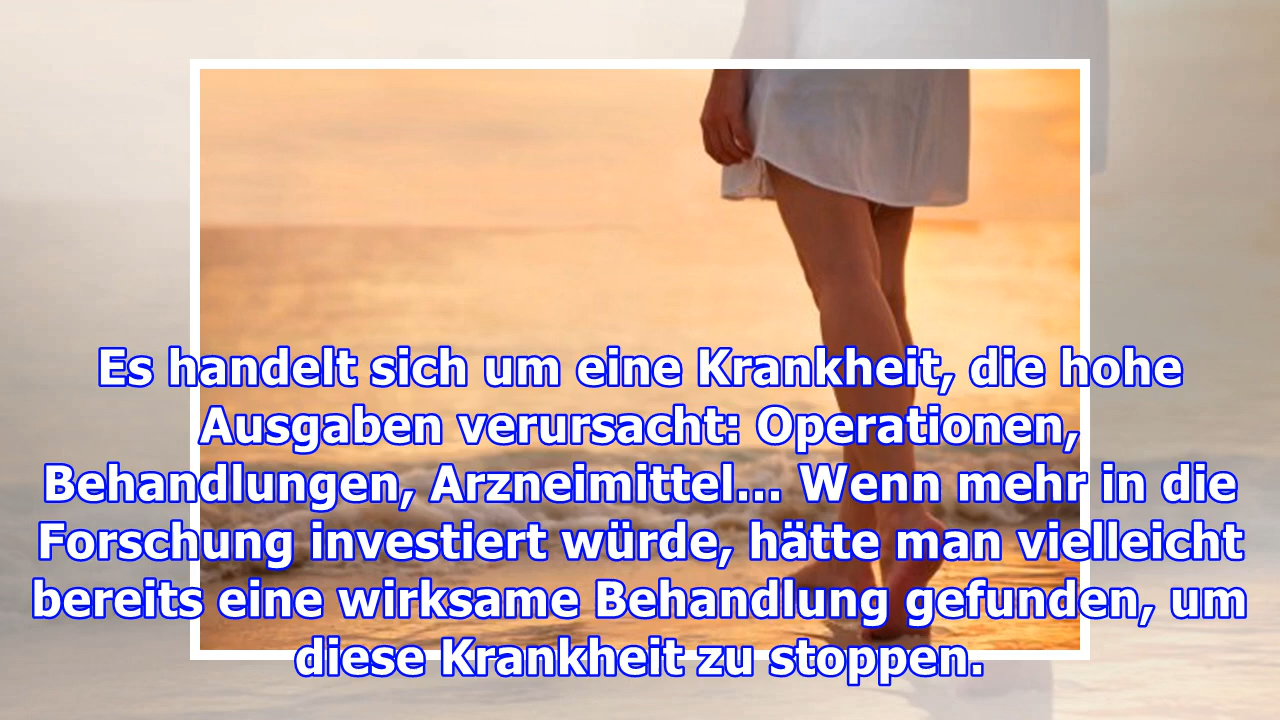 Es handelt sich um eine Krankheit, die hohe
Ausgaben verursacht: Operationen,
Behandlungen, Arzneimittel... Wenn mehr in die
Forschung investiert würde, hätte man vielleicht
bereits eine wirksame Behandlung gefunden, um
diese Krankheit zu stoppen.